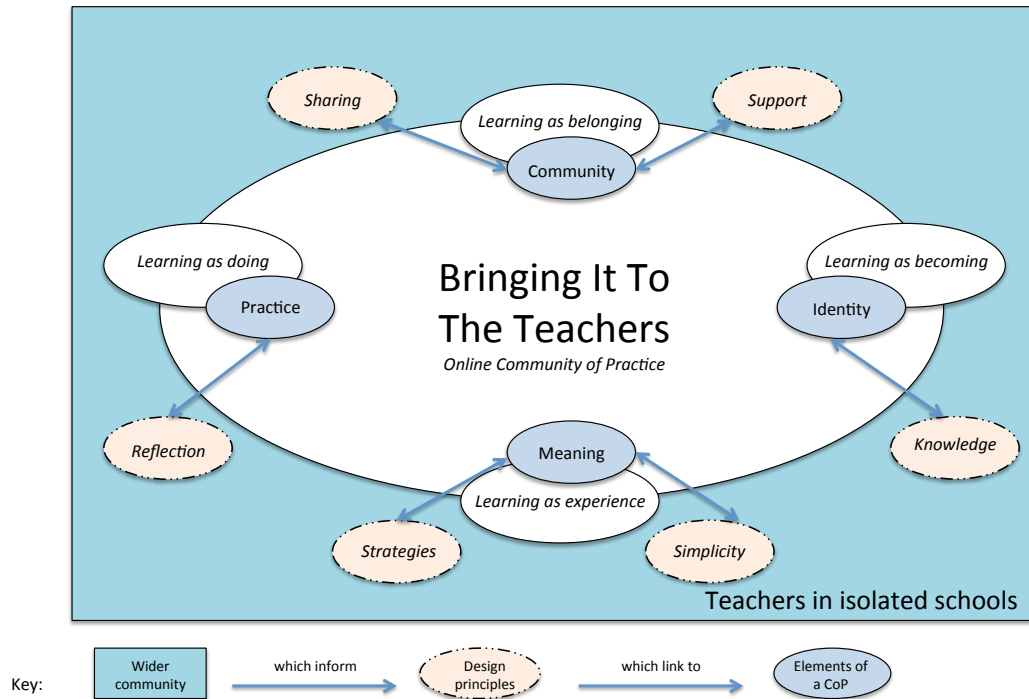 Sharing
Support
Learning as belonging
Community
Learning as doing
Learning as becoming
Practice
Identity
Bringing It To
The Teachers
Online Community of Practice
Reflection
Knowledge
Meaning
Learning as experience
Strategies
Simplicity
Teachers in isolated schools
Key:
Wider
community
which inform
Design
principles
which link to
Elements of
a CoP